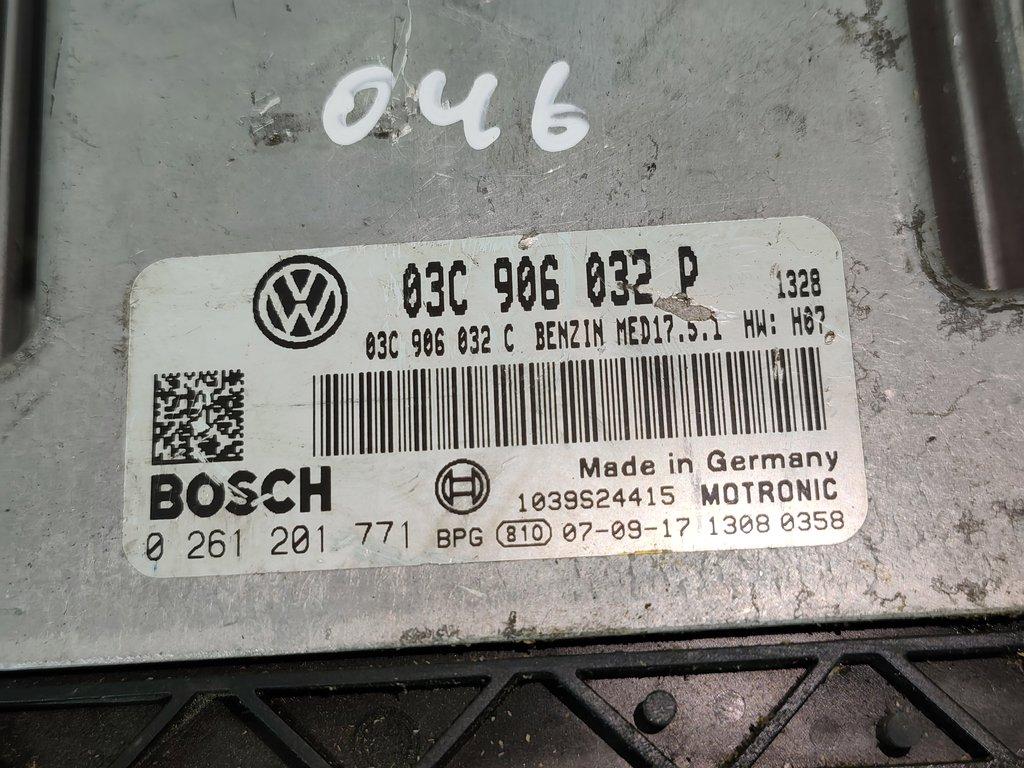 046
03C 906 032 P 1328
03C 906 032 C BENZIN MED17.5.1 HW: H07
Made in Germany
BOSCH 1039S24415 MOTRONIC
0 261 201 771 BPG 810 07-09-17 1308 0358